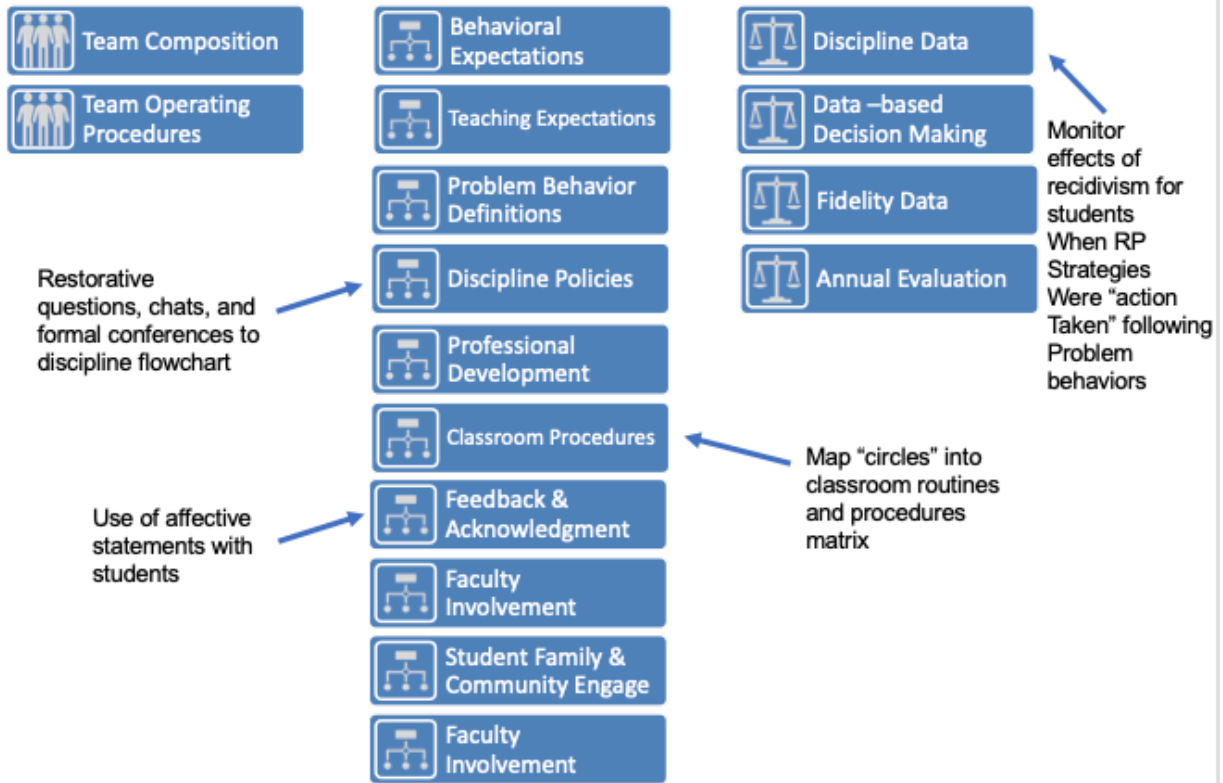 Team Composition
Team Operating
Procedures
Behavioral
Expectations
Teaching Expectations
Problem Behavior
Definitions
Discipline Policies
Professional
Development
Classroom Procedures
Feedback &
Acknowledgment
Faculty
Involvement
Student Family &
Community Engage
Faculty
Involvement
Discipline Data
Data –based
Decision Making
Fidelity Data
Annual Evaluation
Restorative
questions, chats, and
formal conferences to
discipline flowchart
Use of affective
statements with
students
Map “circles” into
classroom routines
and procedures
matrix
Monitor
effects of
recidivism for
students
When RP
Strategies
Were “action
Taken” following
Problem
behaviors